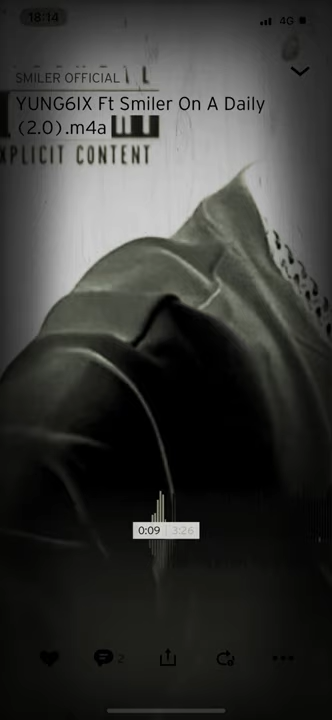 18:14
4G
SMILER OFFICIAL
YUNG6IX Ft Smiler On A Daily
(2.0).m4a
EXPLICIT CONTENT
0:09 | 3:26
2